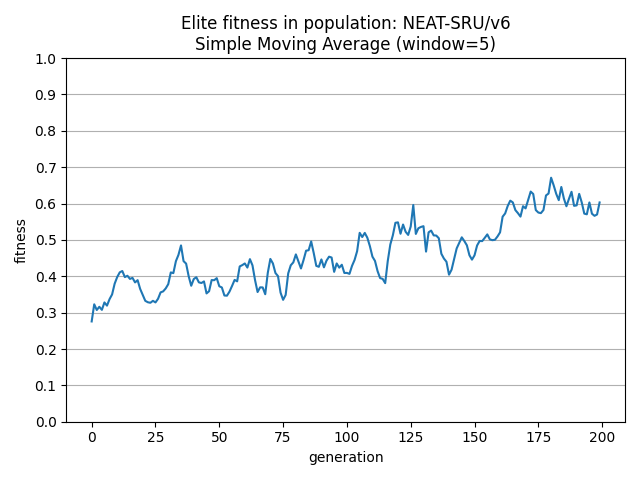 Elite fitness in population: NEAT-SRU/v6
Simple Moving Average (window=5)
1.0
0.9
0.8
0.7
0.6
0.5
0.4
0.3
0.2
0.1
0.0
fitness
0 25 50 75 100 125 150 175 200
generation